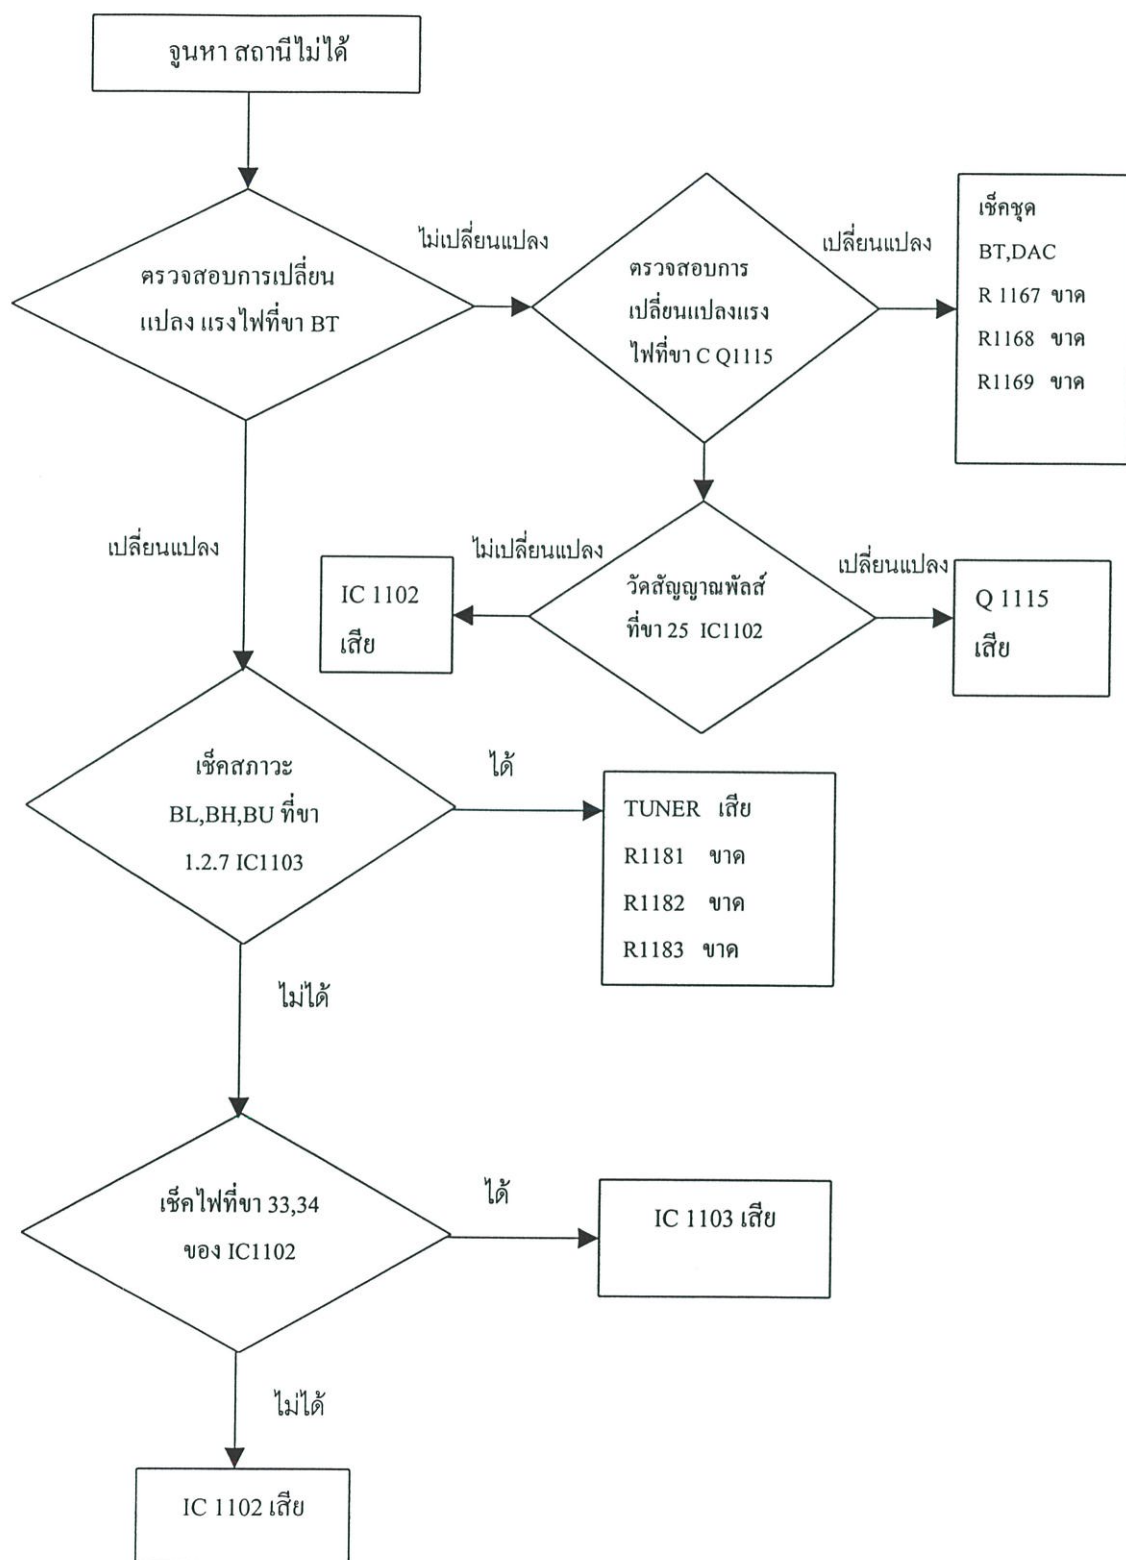 จูนหา สถานีไม่ได้
ตรวจสอบการเปลี่ยน
แปลง แรงไฟที่ขา BT
ไม่เปลี่ยนแปลง
ตรวจสอบการ
เปลี่ยนแปลงแรง
ไฟที่ขา C Q1115
เปลี่ยนแปลง
เช็คชุด
BT,DAC
R 1167 ขาด
R1168 ขาด
R1169 ขาด
เปลี่ยนแปลง
ไม่เปลี่ยนแปลง
IC 1102
เสีย
วัดสัญญาณพัลส์
ที่ขา 25 IC1102
เปลี่ยนแปลง
Q 1115
เสีย
เช็คสภาวะ
BL,BH,BU ที่ขา
1.2.7 IC1103
ได้
TUNER เสีย
R1181 ขาด
R1182 ขาด
R1183 ขาด
ไม่ได้
เช็คไฟที่ขา 33,34
ของ IC1102
ได้
IC 1103 เสีย
ไม่ได้
IC 1102 เสีย